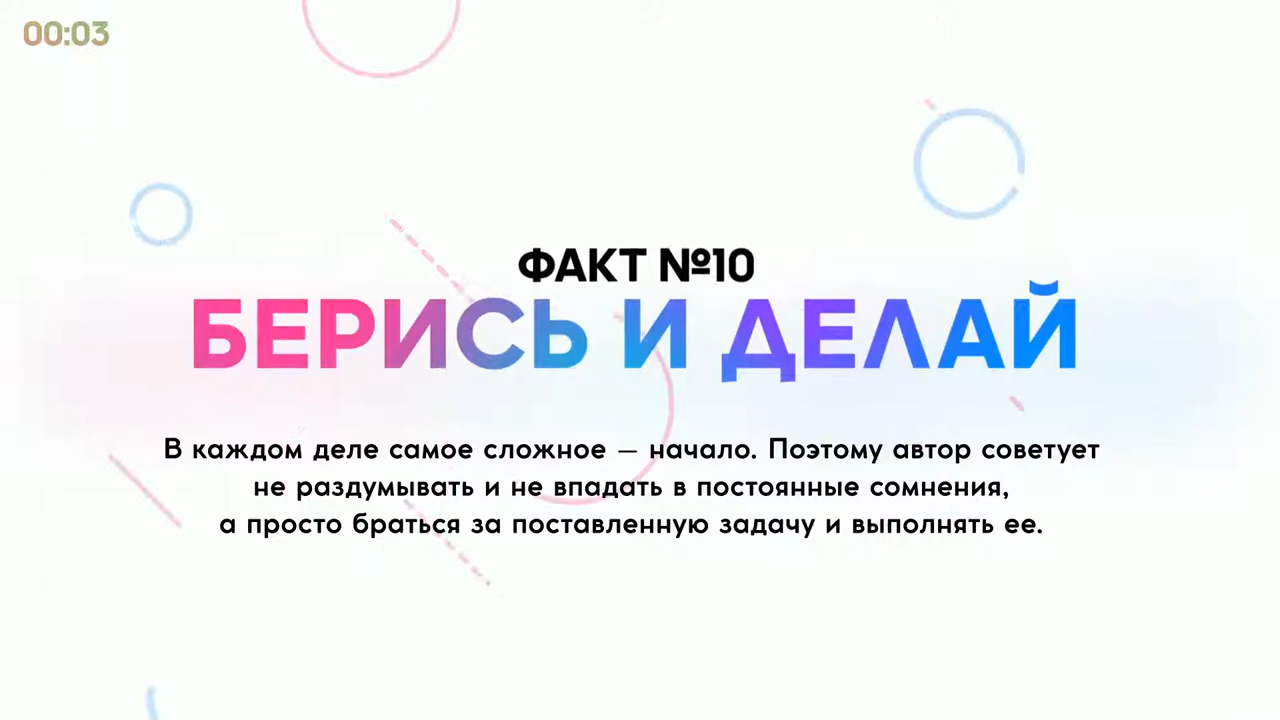 00:03
ФАКТ №10
БЕРИСЬ И ДЕЛАЙ
В каждом деле самое сложное — начало. Поэтому автор советует
не раздумывать и не впадать в постоянные сомнения,
а просто браться за поставленную задачу и выполнять ее.